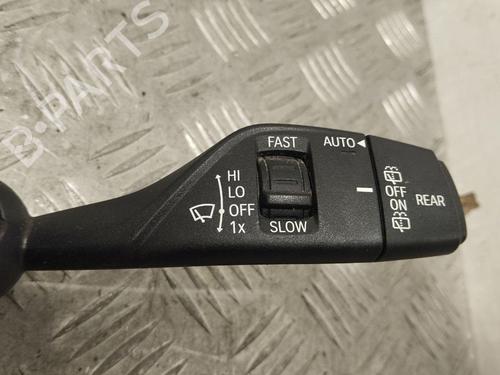 B-PARTS
FAST
AUTO
HI
LO
OFF
1x
SLOW
OFF
ON
REAR